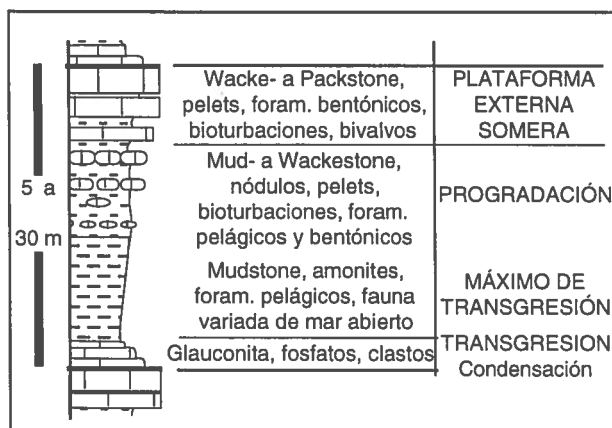 5 a
30 m
Wacke- a Packstone,
pelets, foram. bentónicos,
bioturbaciones, bivalvos
PLATAFORMA
EXTERNA
SOMERA
Mud- a Wackestone,
nódulos, pelets,
bioturbaciones, foram.
pelágicos y bentónicos
PROGRADACIÓN
Mudstone, amonites,
foram. pelágicos, fauna
variada de mar abierto
MÁXIMO DE
TRANSGRESIÓN
Glauconita, fosfatos, clastos
TRANSGRESION
Condensación